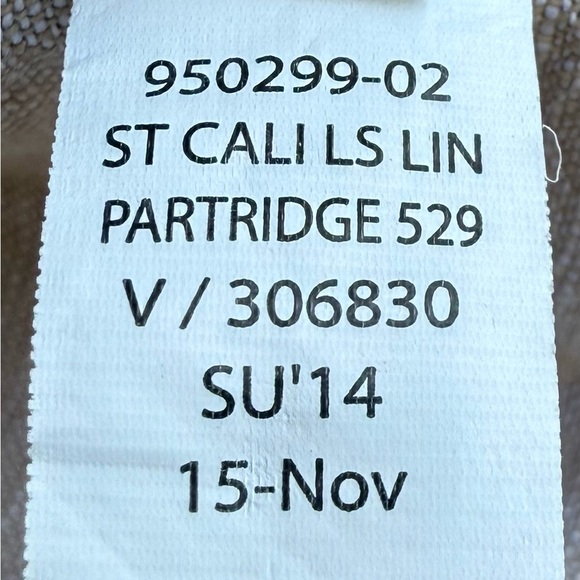 950299-02
ST CALI LS LIN
PARTRIDGE 529
V / 306830
SU'14
15-Nov